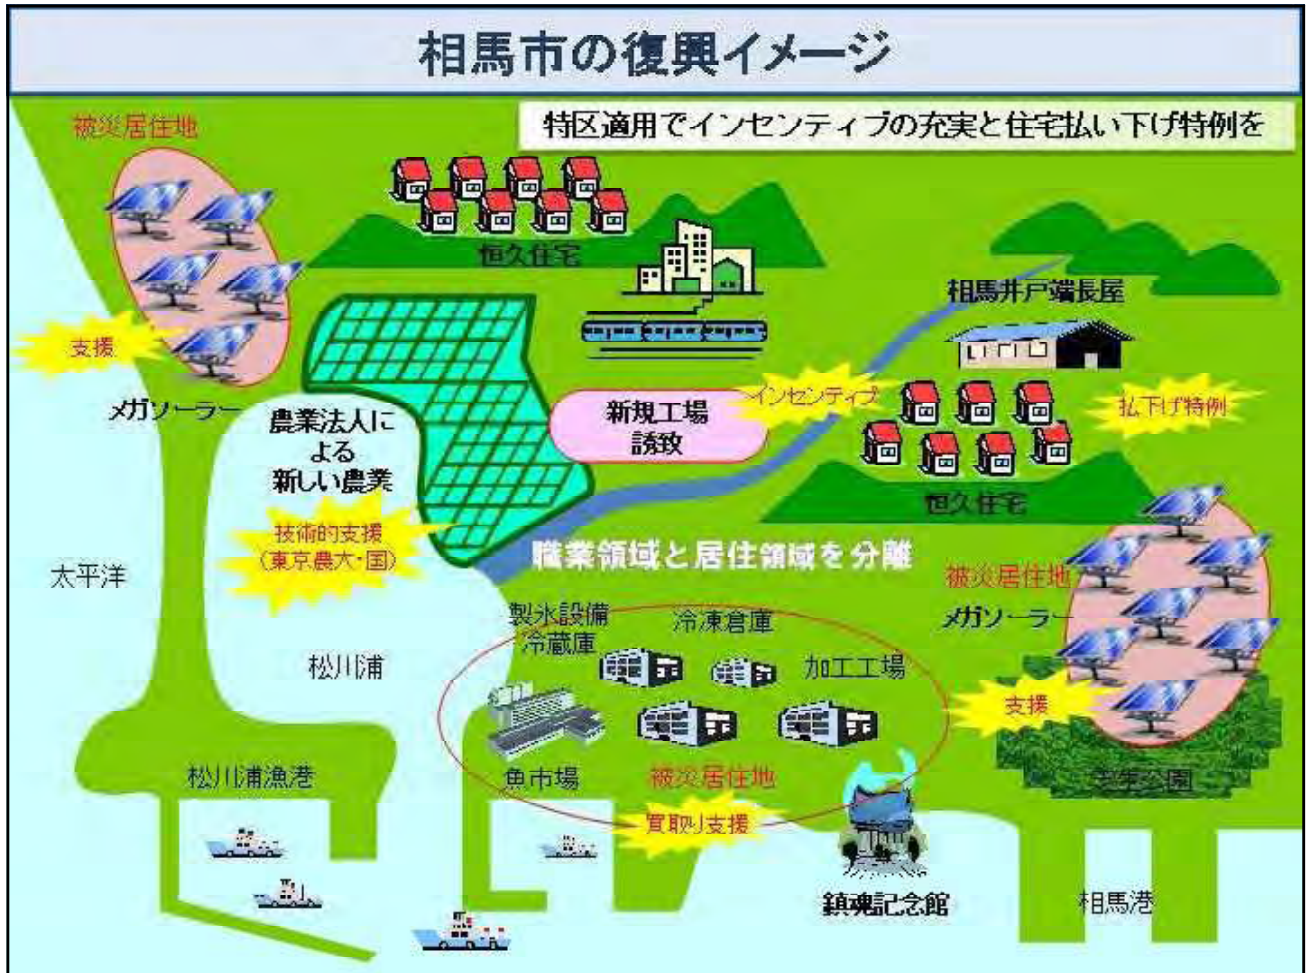 相馬市の復興イメージ
特区適用でインセンティブの充実と住宅払い下げ特例を
被災居住地
恒久住宅
相馬井戸端長屋
支援
メガソーラー
農業法人に
よる
新しい農業
新規工場
誘致
インセンティブ
払下げ特例
恒久住宅
技術的支援
(東京農大・国)
職業領域と居住領域を分離
太平洋
被災居住地
メガソーラー
製氷設備
冷蔵庫
冷凍倉庫
加工工場
松川浦
支援
松川浦漁港
魚市場
被災居住地
買取り支援
鎮魂記念館
相馬港